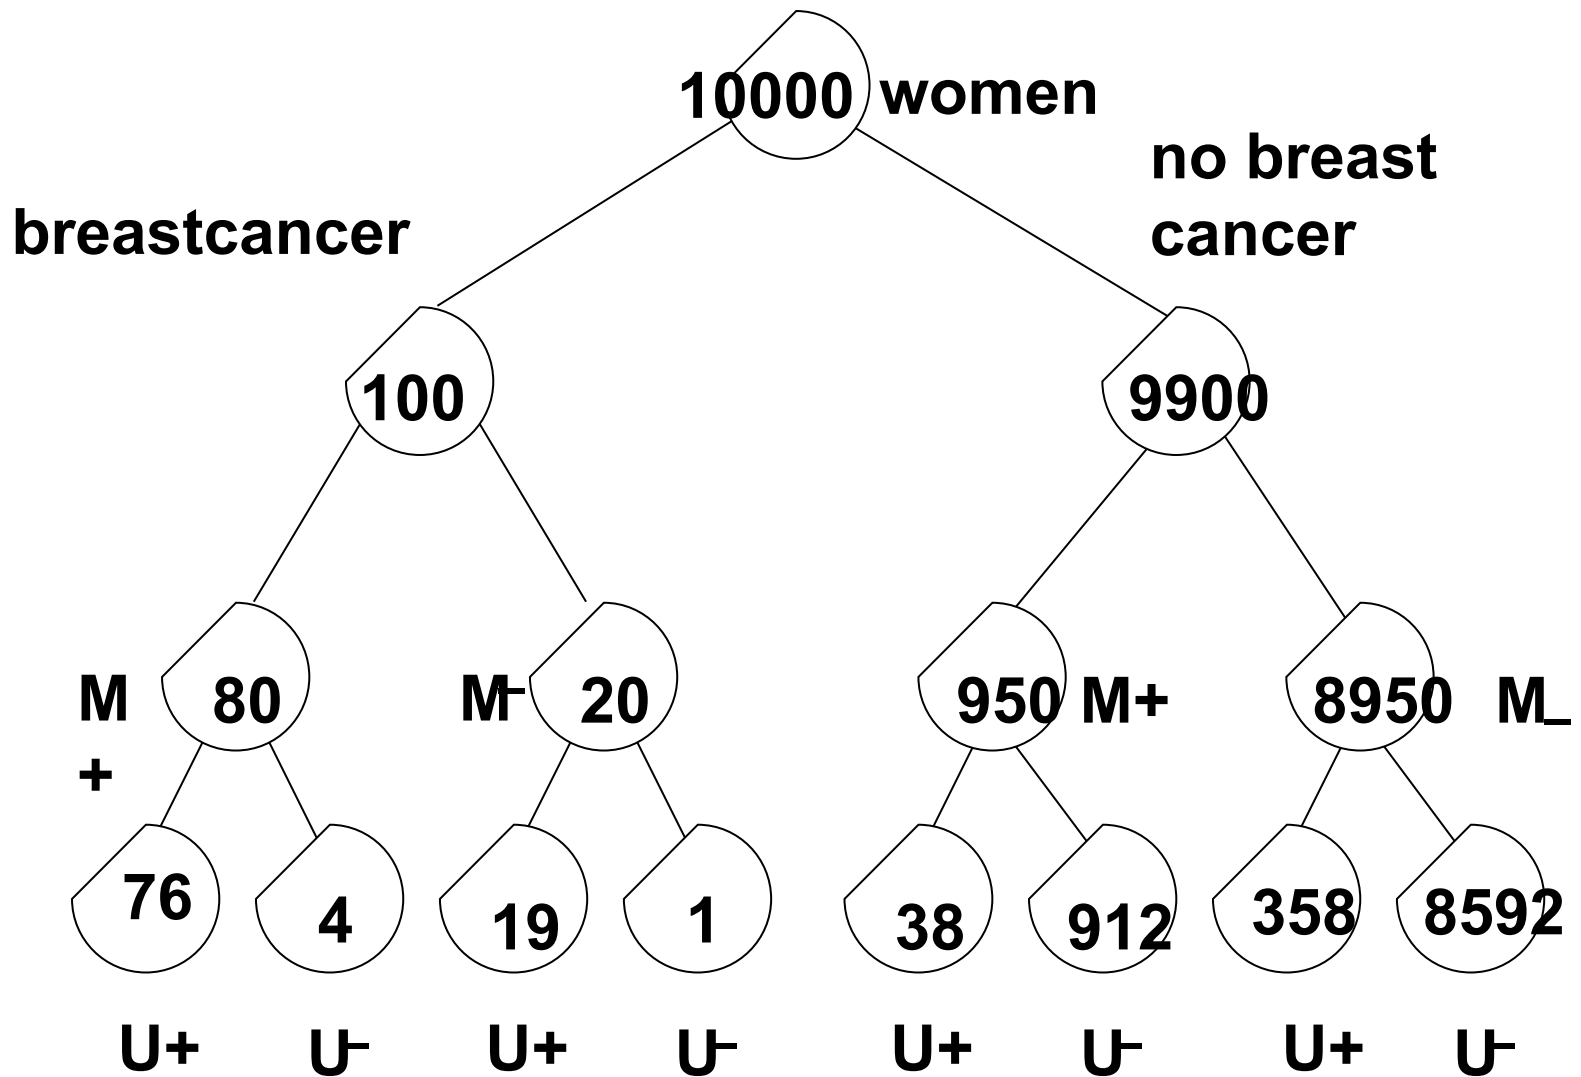 10000 women
no breast
cancer
breastcancer
100
9900
M
+
80
M–
20
950 M+
8950
M_
76
4
19
1
38
912
358
8592
U+
U–
U+
U–
U+
U–
U+
U–